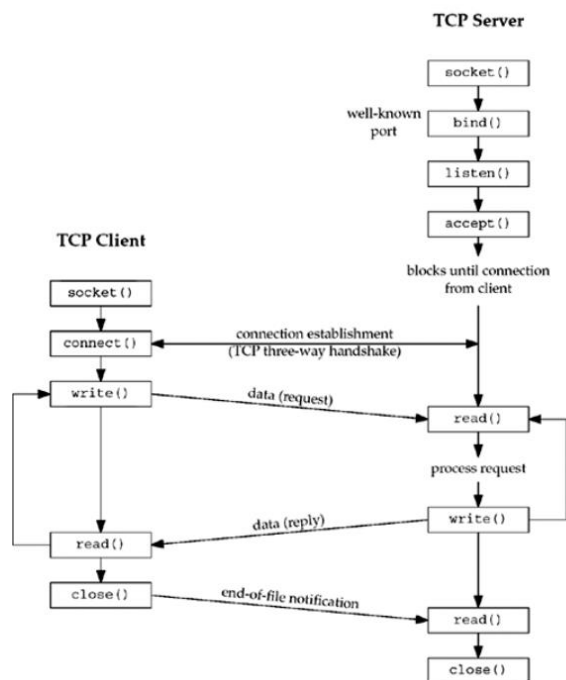 TCP Server
socket()
well-known
port
bind()
listen()
accept()
blocks until connection
from client
TCP Client
socket()
connect()
connection establishment
(TCP three-way handshake)
write()
data (request)
read()
process request
write()
data (reply)
read()
close()
end-of-file notification
read()
close()